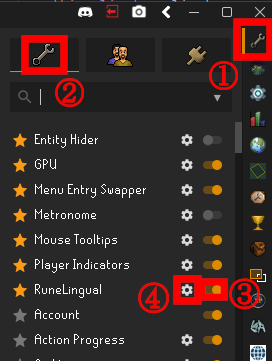 ①
②
Entity Hider
GPU
Menu Entry Swapper
Metronome
Mouse Tooltips
Player Indicators
RuneLingual
④ ③
Account
Action Progress